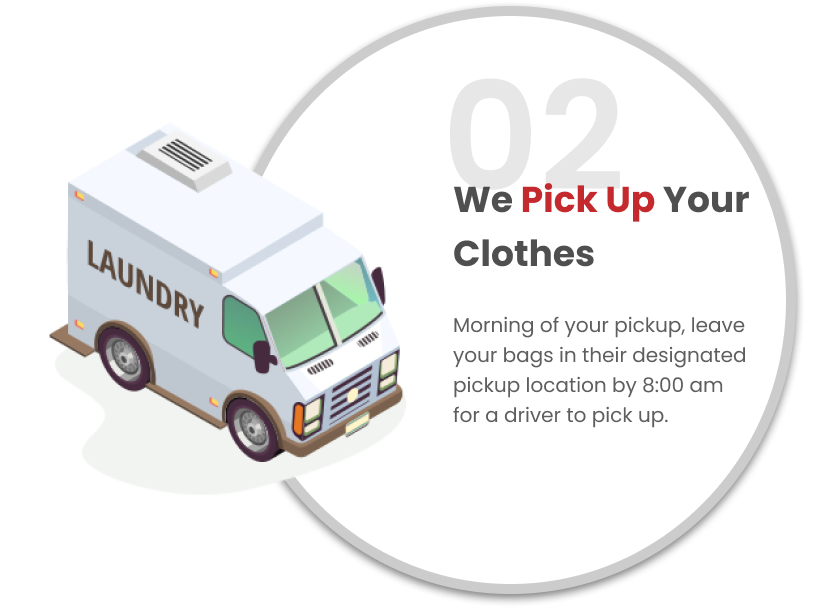 02
We Pick Up Your
Clothes
Morning of your pickup, leave
your bags in their designated
pickup location by 8:00 am
for a driver to pick up.
LAUNDRY